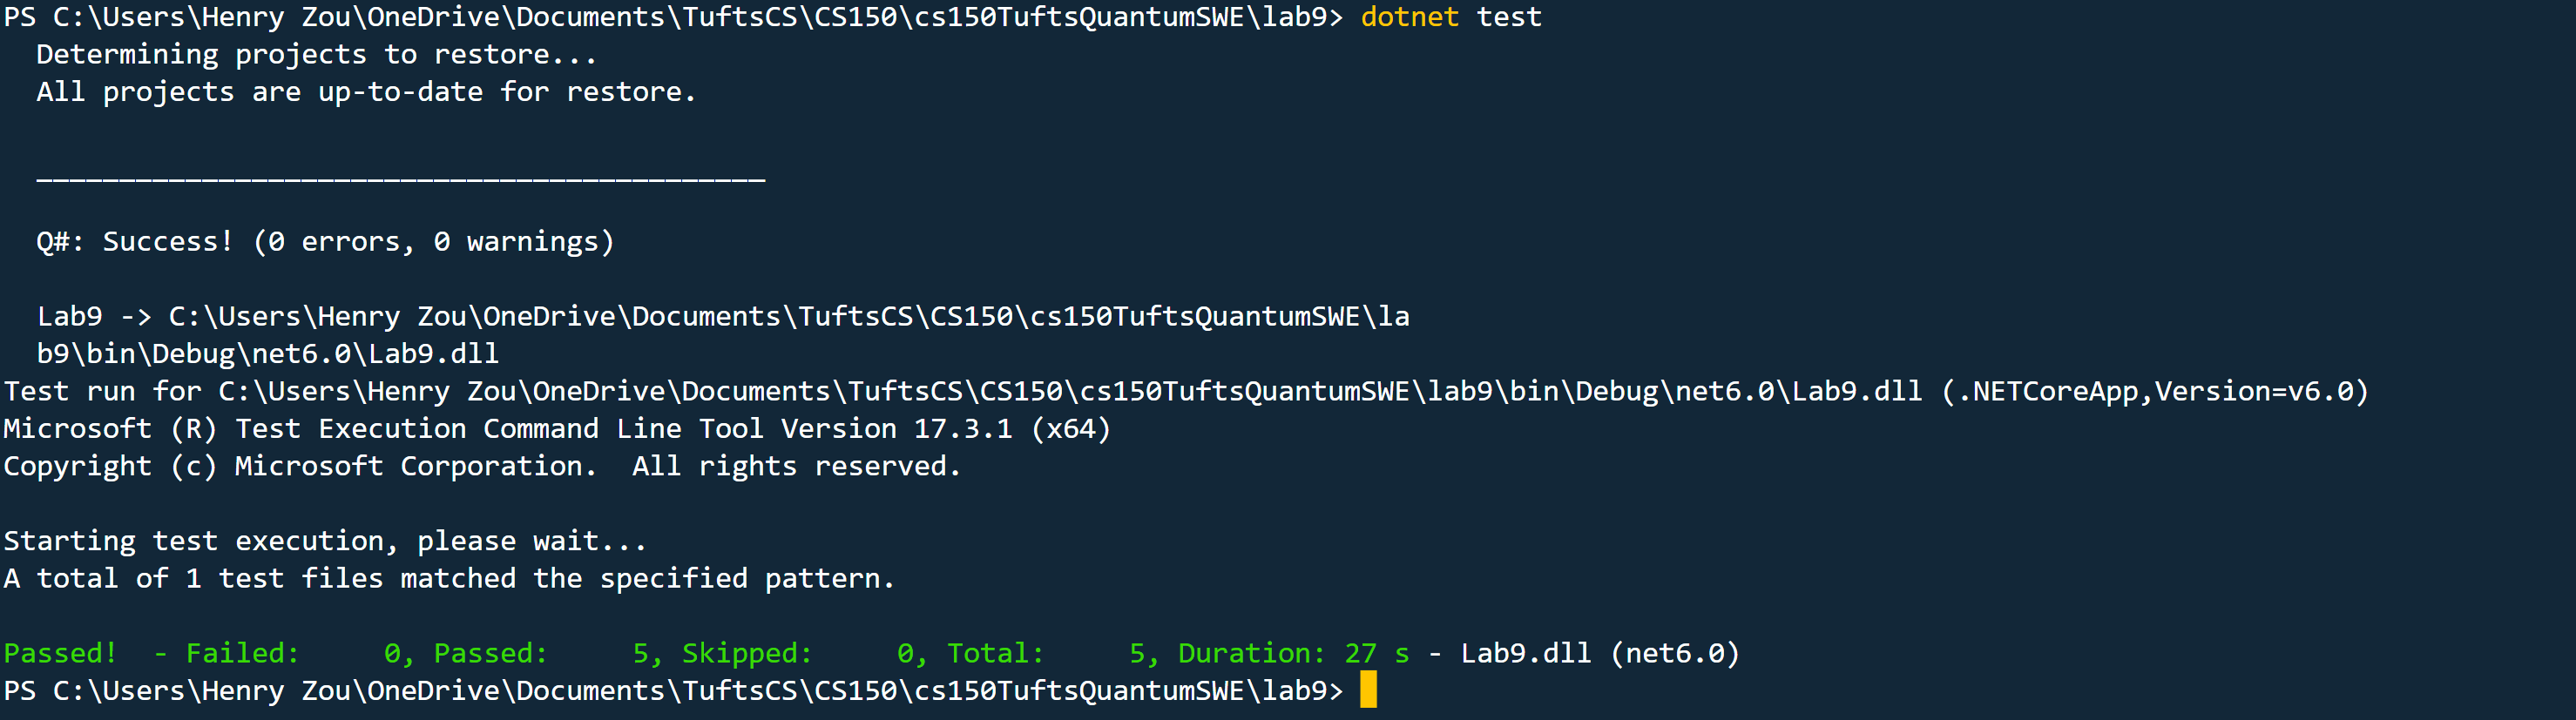 PS C:\Users\Henry Zou\OneDrive\Documents\TuftsCS\CS150\cs150TuftsQuantumSWE\lab9> dotnet test
  Determining projects to restore...
  All projects are up-to-date for restore.

  ____________________________________________

  Q#: Success! (0 errors, 0 warnings)

  Lab9 -> C:\Users\Henry Zou\OneDrive\Documents\TuftsCS\CS150\cs150TuftsQuantumSWE\la
  b9\bin\Debug\net6.0\Lab9.dll
Test run for C:\Users\Henry Zou\OneDrive\Documents\TuftsCS\CS150\cs150TuftsQuantumSWE\lab9\bin\Debug\net6.0\Lab9.dll (.NETCoreApp,Version=v6.0)
Microsoft (R) Test Execution Command Line Tool Version 17.3.1 (x64)
Copyright (c) Microsoft Corporation.  All rights reserved.

Starting test execution, please wait...
A total of 1 test files matched the specified pattern.

Passed!  - Failed:     0, Passed:     5, Skipped:     0, Total:     5, Duration: 27 s - Lab9.dll (net6.0)
PS C:\Users\Henry Zou\OneDrive\Documents\TuftsCS\CS150\cs150TuftsQuantumSWE\lab9>